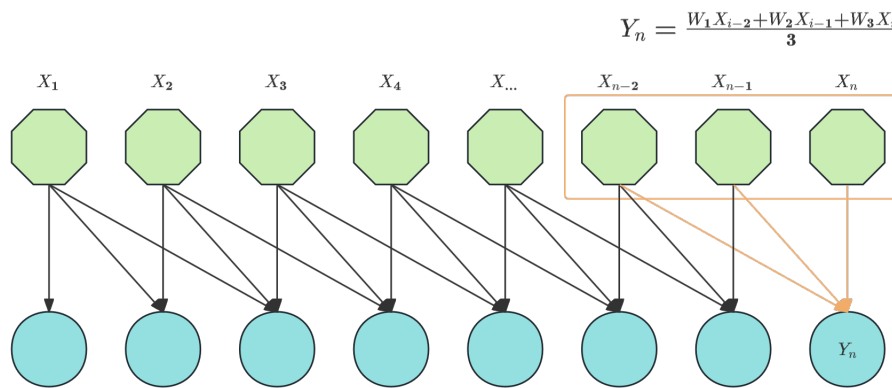 Y_n = \frac{W_1 X_{i-2} + W_2 X_{i-1} + W_3 X_i}{3}
X_1 X_2 X_3 X_4 X_{...} X_{n-2} X_{n-1} X_n
Y_n